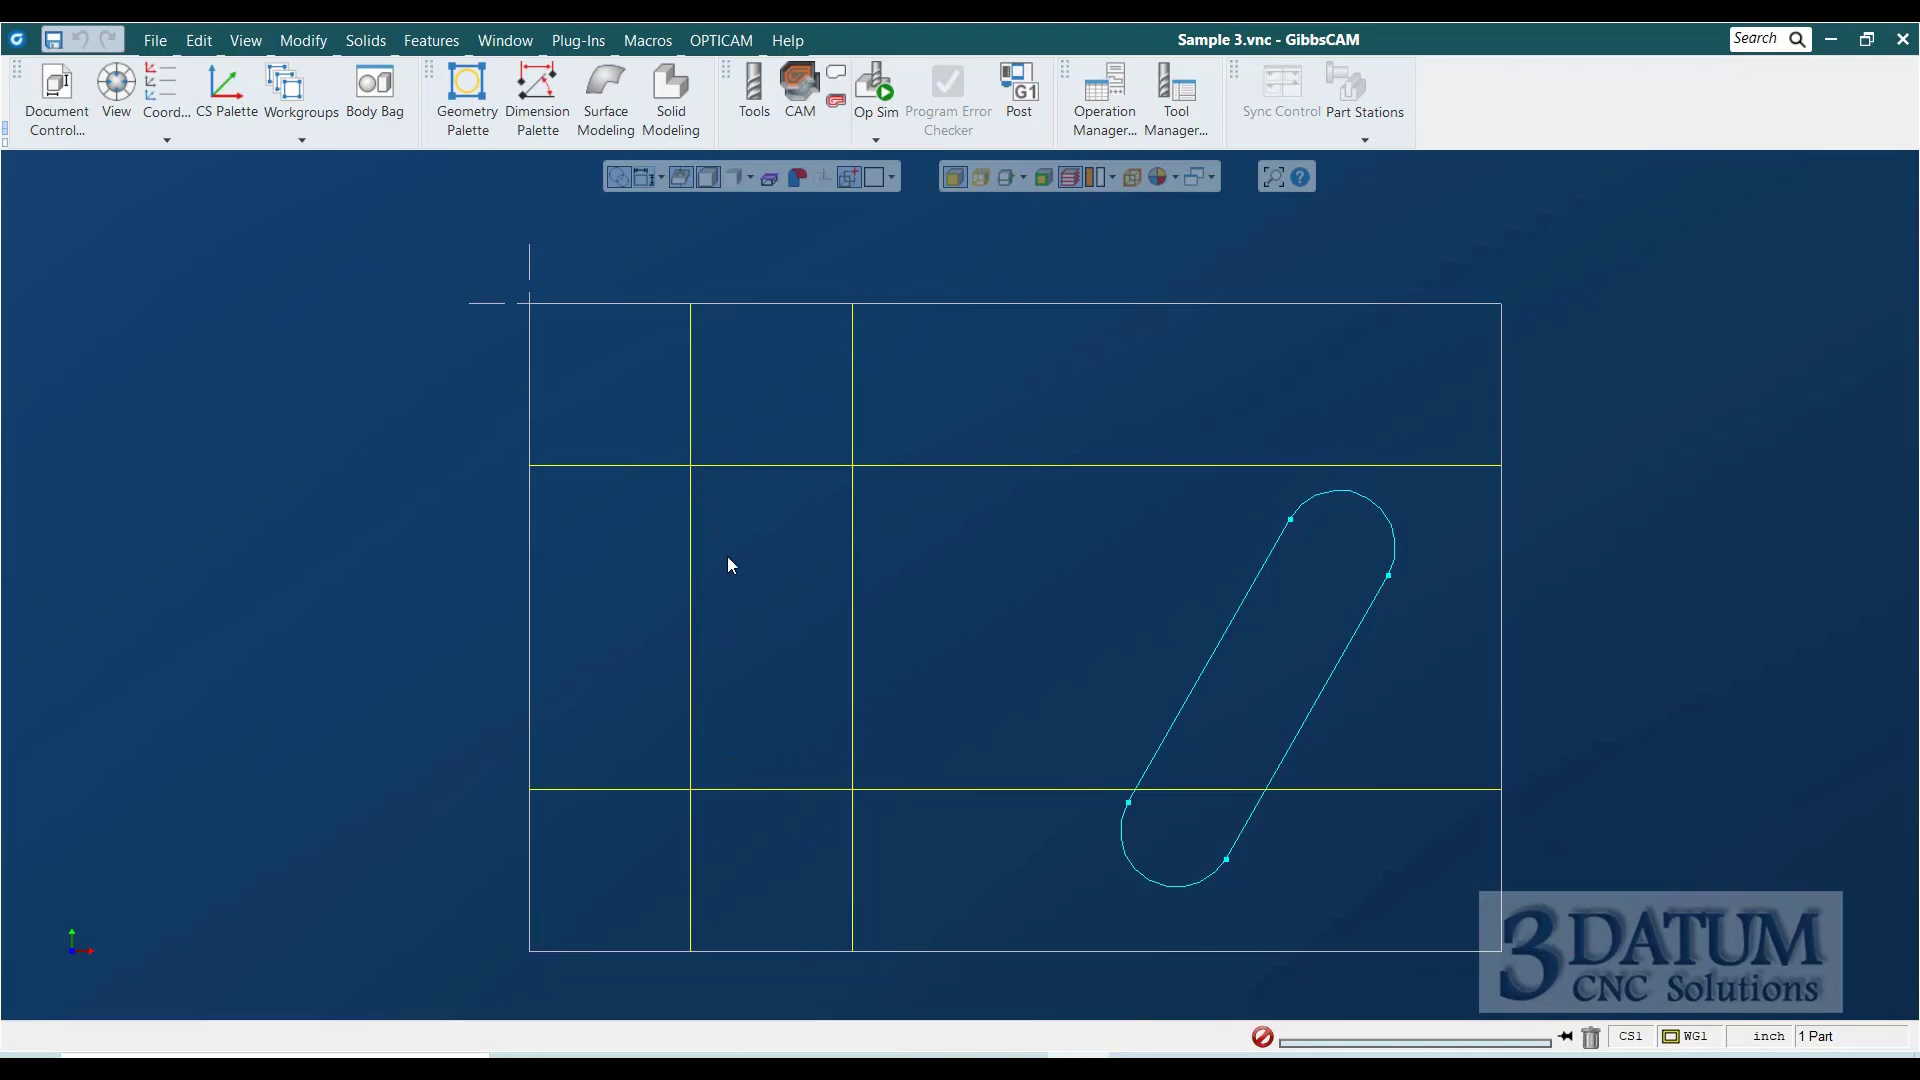 File Edit View Modify Solids Features Window Plug-Ins Macros OPTICAM Help
Sample 3.vnc - GibbsCAM
Search
Document Control...
View
Coord...
CS Palette
Workgroups
Body Bag
Geometry Palette
Dimension Palette
Surface Modeling
Solid Modeling
Tools
CAM
Op Sim
Program Error Checker
G1
Post
Operation Manager...
Tool Manager...
Sync Control
Part Stations
3DATUM
CNC Solutions
CS1
WG1
inch
1 Part